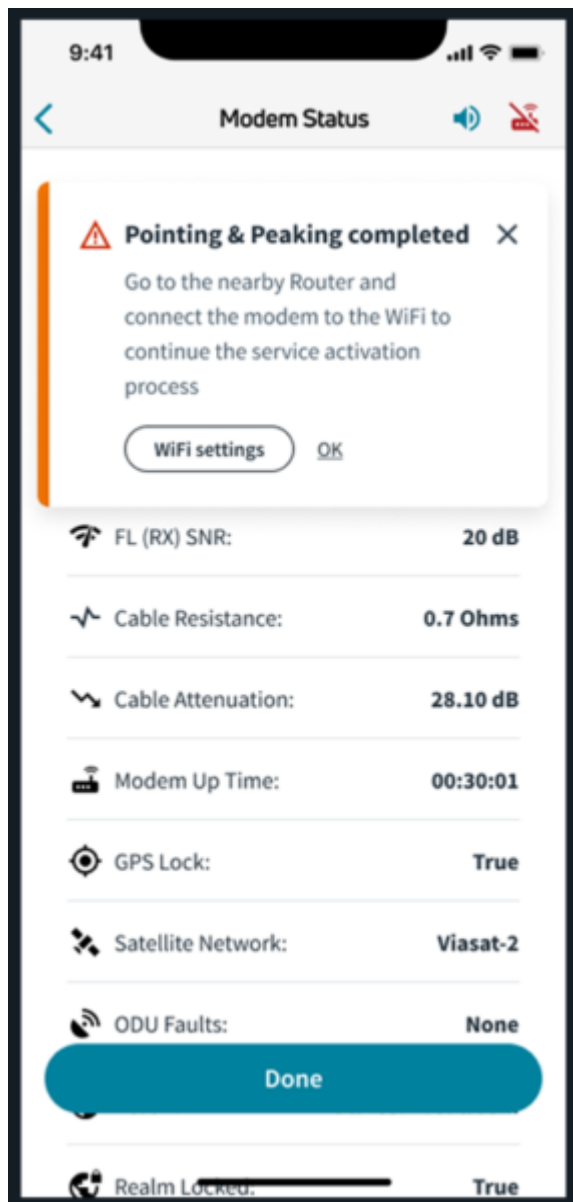 9:41
Modem Status
Pointing & Peaking completed
Go to the nearby Router and
connect the modem to the WiFi to
continue the service activation
process
WiFi settings OK
FL (RX) SNR: 20 dB
Cable Resistance: 0.7 Ohms
Cable Attenuation: 28.10 dB
Modem Up Time: 00:30:01
GPS Lock: True
Satellite Network: Viasat-2
ODU Faults: None
Done
Realm Locked: True